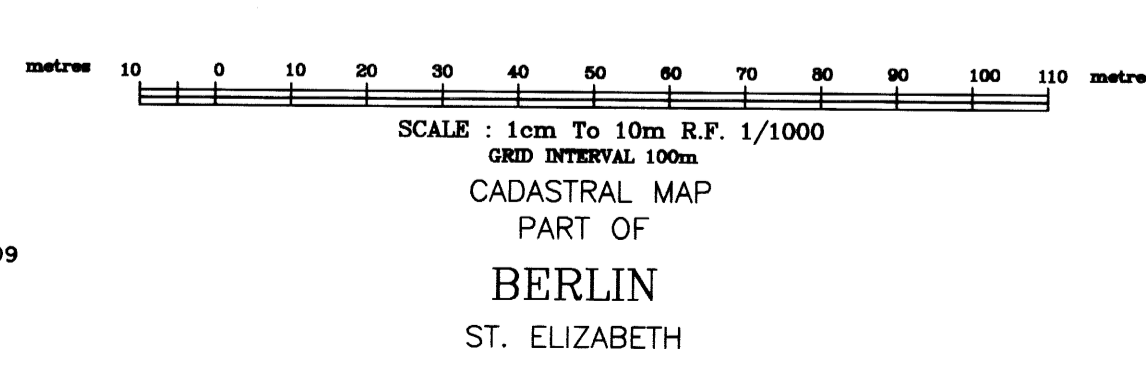 metres 10 0 10 20 30 40 50 60 70 80 90 100 110 metre
SCALE : 1cm To 10m R.F. 1/1000
GRID INTERVAL 100m
CADASTRAL MAP
PART OF
99
BERLIN
ST. ELIZABETH